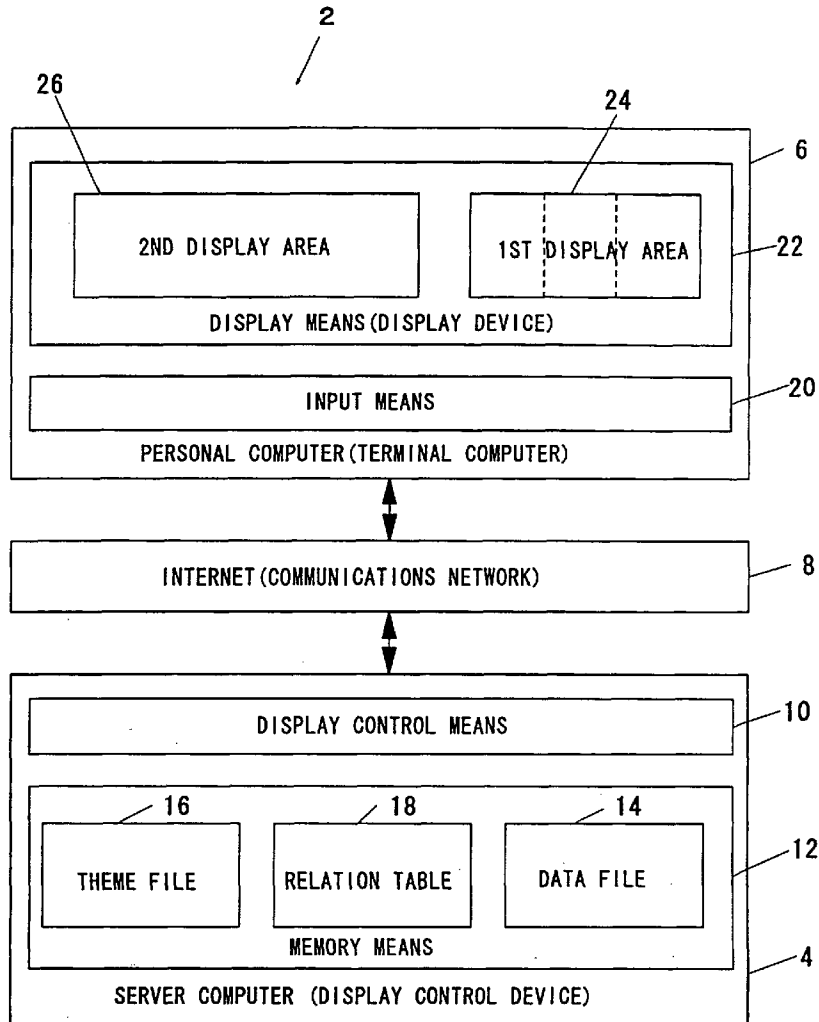 2
26
24
6
2ND DISPLAY AREA
1ST DISPLAY AREA
22
DISPLAY MEANS(DISPLAY DEVICE)
INPUT MEANS
20
PERSONAL COMPUTER(TERMINAL COMPUTER)
INTERNET(COMMUNICATIONS NETWORK)
8
DISPLAY CONTROL MEANS
10
16
18
14
12
THEME FILE
RELATION TABLE
DATA FILE
MEMORY MEANS
4
SERVER COMPUTER (DISPLAY CONTROL DEVICE)